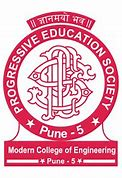 ॥ ज्ञानमयो भव ॥
PROGRESSIVE EDUCATION SOCIETY
Pune - 5
Modern College of Engineering
Pune - 5